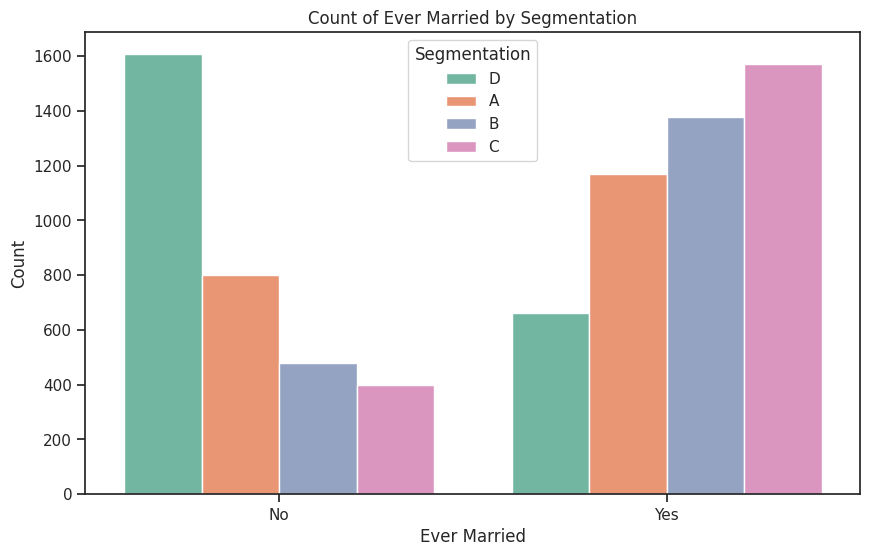 Count of Ever Married by Segmentation
Segmentation
D
A
B
C
1600
1400
1200
1000
800
600
400
200
0
Count
No
Yes
Ever Married